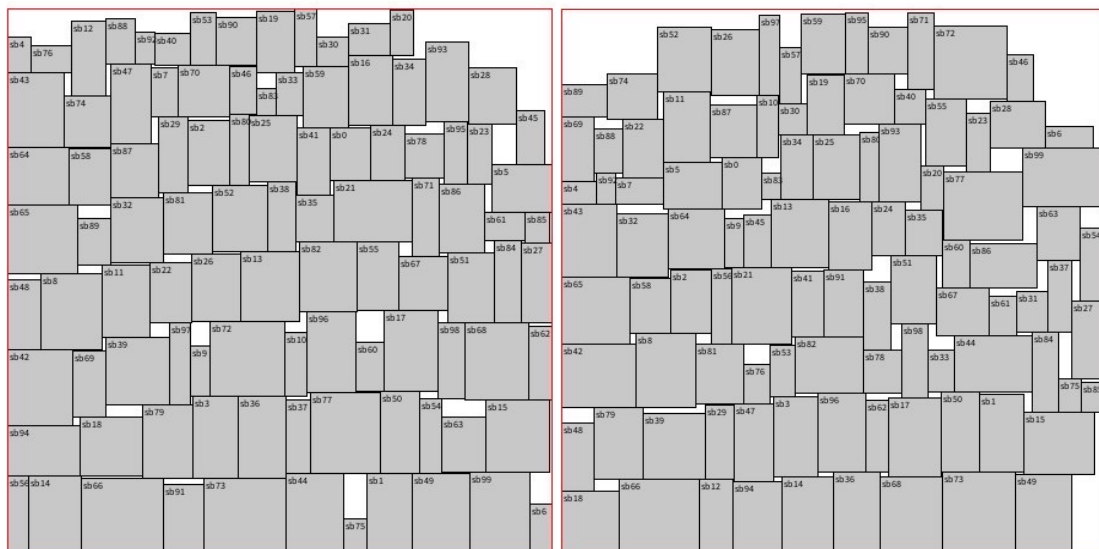 sb4
sb76
sb12
sb88
sb92
sb40
sb53
sb90
sb19
sb57
sb30
sb31
sb20
sb43
sb74
sb47
sb7
sb70
sb46
sb83
sb33
sb59
sb16
sb34
sb93
sb28
sb45
sb64
sb58
sb87
sb29
sb2
sb80
sb25
sb41
sb0
sb24
sb78
sb95
sb23
sb5
sb65
sb89
sb32
sb81
sb52
sb38
sb35
sb21
sb71
sb86
sb61
sb85
sb48
sb8
sb11
sb22
sb26
sb13
sb82
sb55
sb67
sb51
sb84
sb27
sb42
sb69
sb39
sb97
sb9
sb72
sb10
sb96
sb60
sb17
sb98
sb68
sb62
sb94
sb18
sb79
sb3
sb36
sb37
sb77
sb50
sb54
sb63
sb15
sb56
sb14
sb66
sb91
sb73
sb44
sb75
sb1
sb49
sb99
sb6
sb89
sb74
sb52
sb26
sb97
sb57
sb59
sb95
sb90
sb71
sb72
sb46
sb69
sb88
sb22
sb11
sb87
sb10
sb30
sb19
sb70
sb40
sb55
sb23
sb28
sb6
sb4
sb92
sb7
sb5
sb0
sb83
sb34
sb25
sb80
sb93
sb20
sb77
sb99
sb43
sb32
sb64
sb9
sb45
sb13
sb16
sb24
sb35
sb60
sb86
sb63
sb54
sb65
sb58
sb2
sb56
sb21
sb41
sb91
sb38
sb51
sb67
sb61
sb31
sb37
sb27
sb42
sb8
sb81
sb76
sb53
sb82
sb78
sb98
sb33
sb44
sb84
sb75
sb85
sb48
sb79
sb39
sb29
sb47
sb3
sb96
sb62
sb17
sb50
sb1
sb15
sb18
sb66
sb12
sb94
sb14
sb36
sb68
sb73
sb49